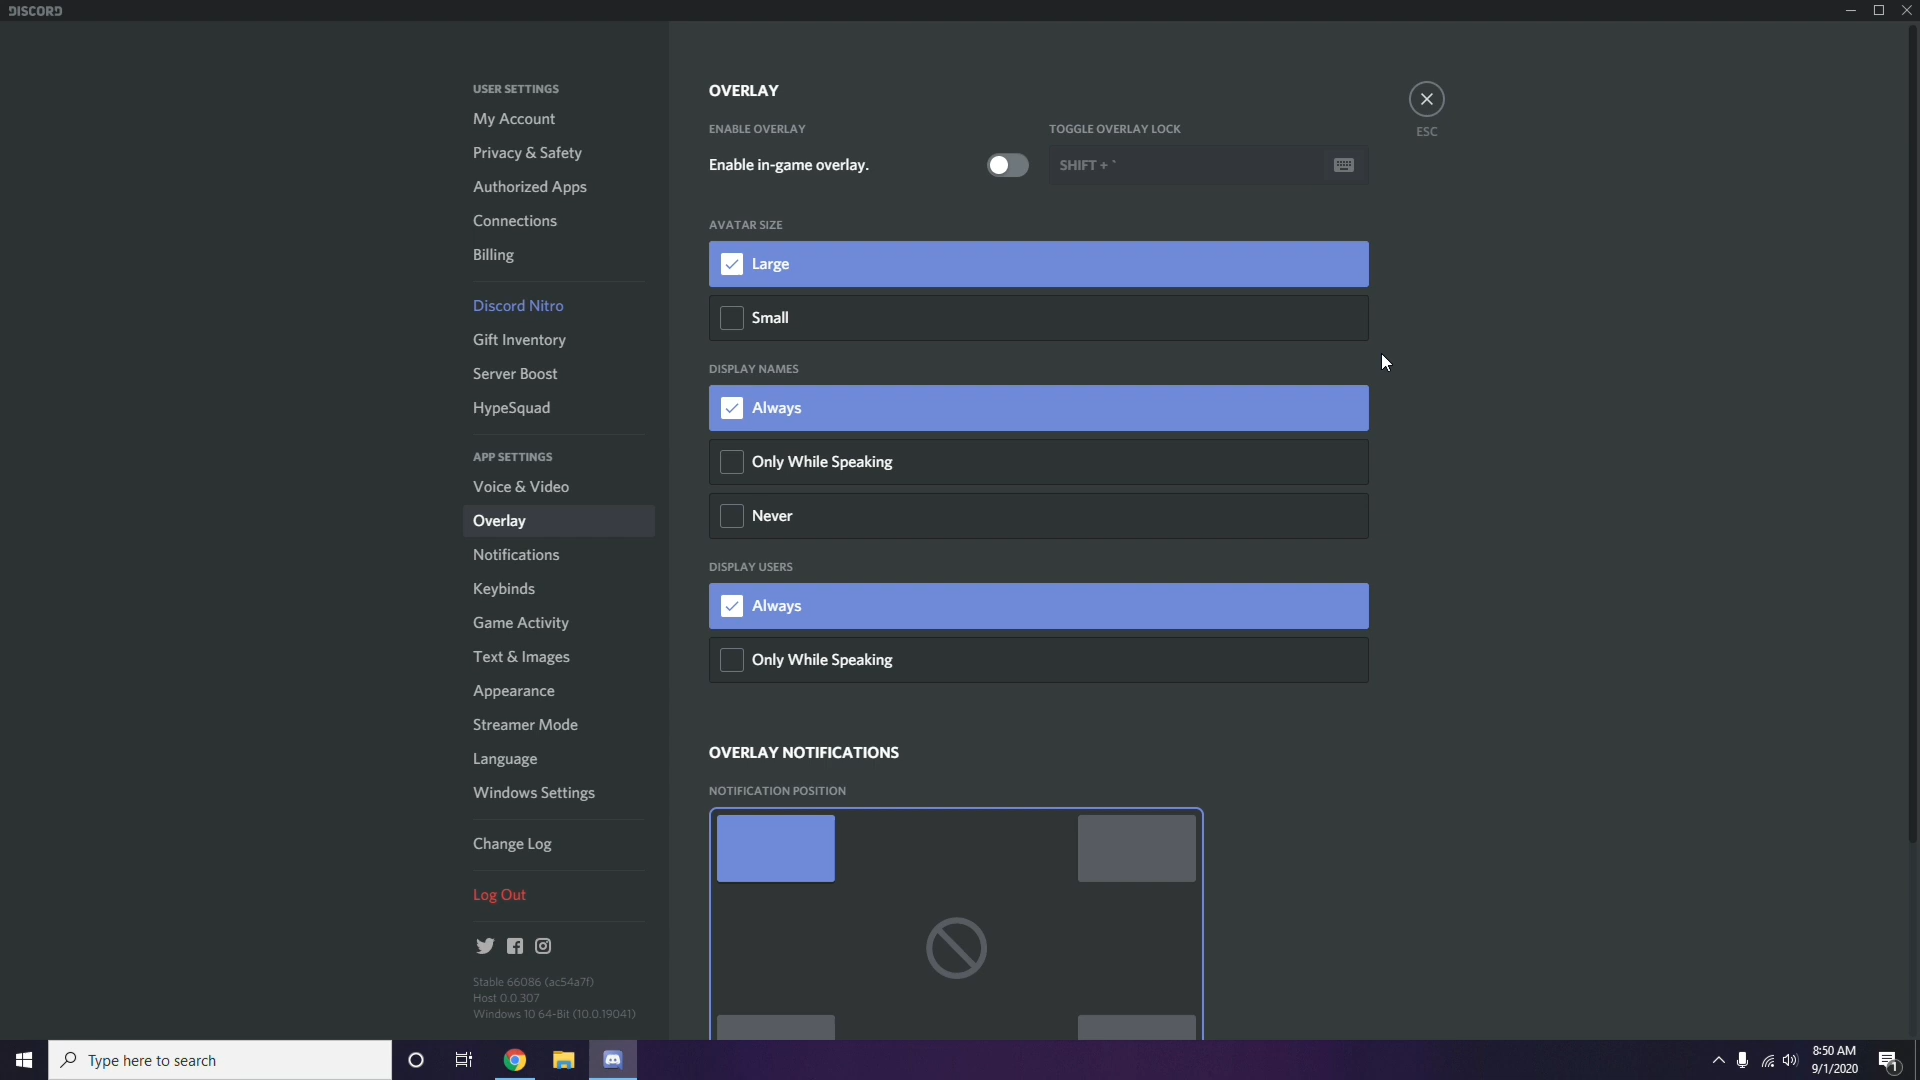 DISCORD
USER SETTINGS
My Account
Privacy & Safety
Authorized Apps
Connections
Billing
Discord Nitro
Gift Inventory
Server Boost
HypeSquad
APP SETTINGS
Voice & Video
Overlay
Notifications
Keybinds
Game Activity
Text & Images
Appearance
Streamer Mode
Language
Windows Settings
Change Log
Log Out
Stable 66086 (ac54a7f)
Host 0.0.307
Windows 10 64-Bit (10.0.19041)
OVERLAY
ENABLE OVERLAY
Enable in-game overlay.
TOGGLE OVERLAY LOCK
SHIFT + `
ESC
AVATAR SIZE
Large
Small
DISPLAY NAMES
Always
Only While Speaking
Never
DISPLAY USERS
Always
Only While Speaking
OVERLAY NOTIFICATIONS
NOTIFICATION POSITION
Type here to search
8:50 AM
9/1/2020
1